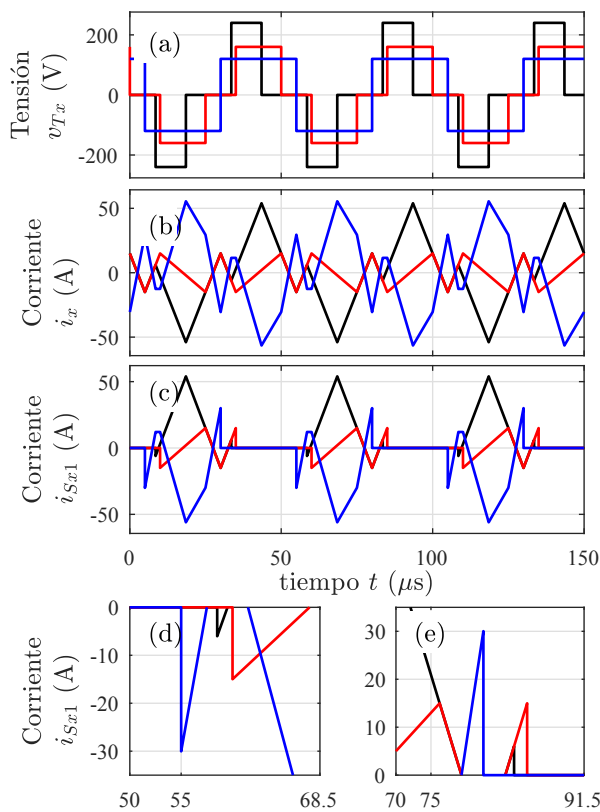 Tensión
v_{Tx} (V)
200
0
-200
(a)
Corriente
i_x (A)
50
0
-50
(b)
Corriente
i_{Sx1} (A)
50
0
-50
(c)
0 50 100 150
tiempo t (μs)
Corriente
i_{Sx1} (A)
0
-10
-20
-30
(d)
50 55 68.5
30
20
10
0
(e)
70 75 91.5